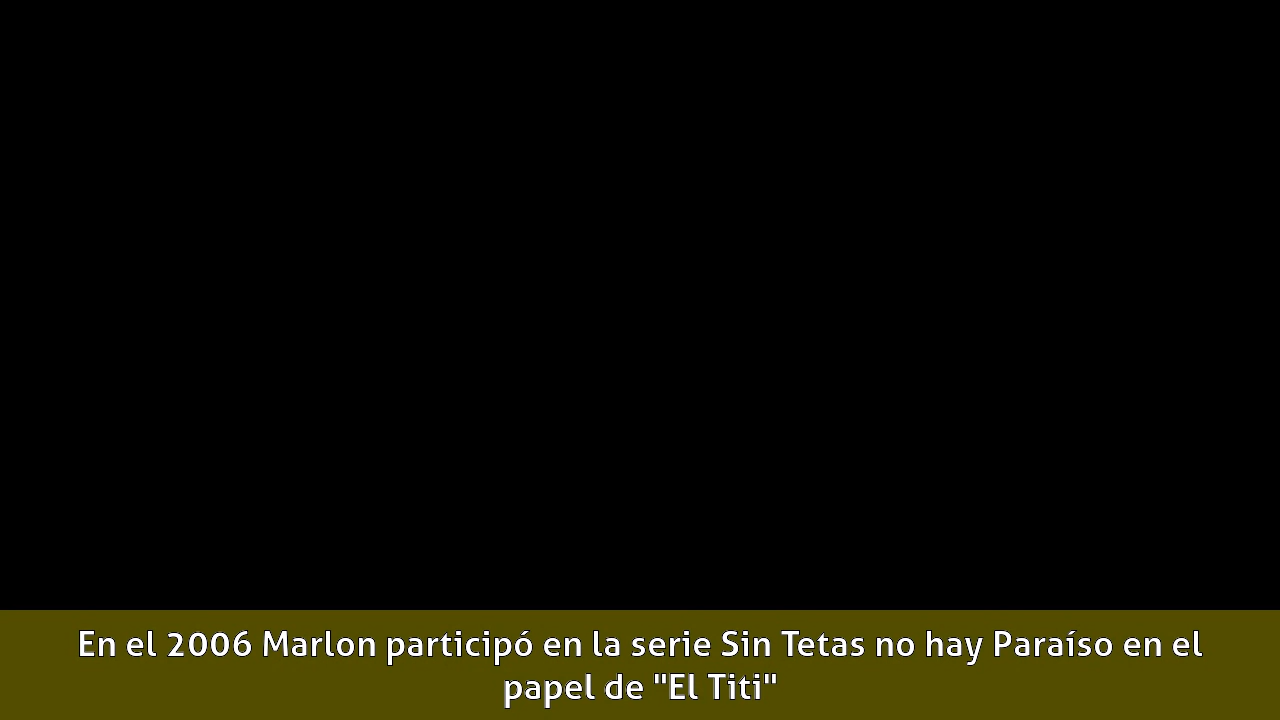 En el 2006 Marlon participó en la serie Sin Tetas no hay Paraíso en el
papel de "El Titi"